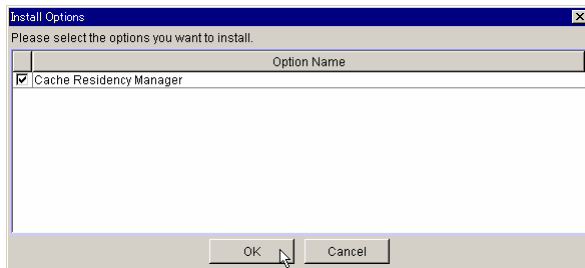 Install Options
Please select the options you want to install.
Option Name
Cache Residency Manager
OK Cancel